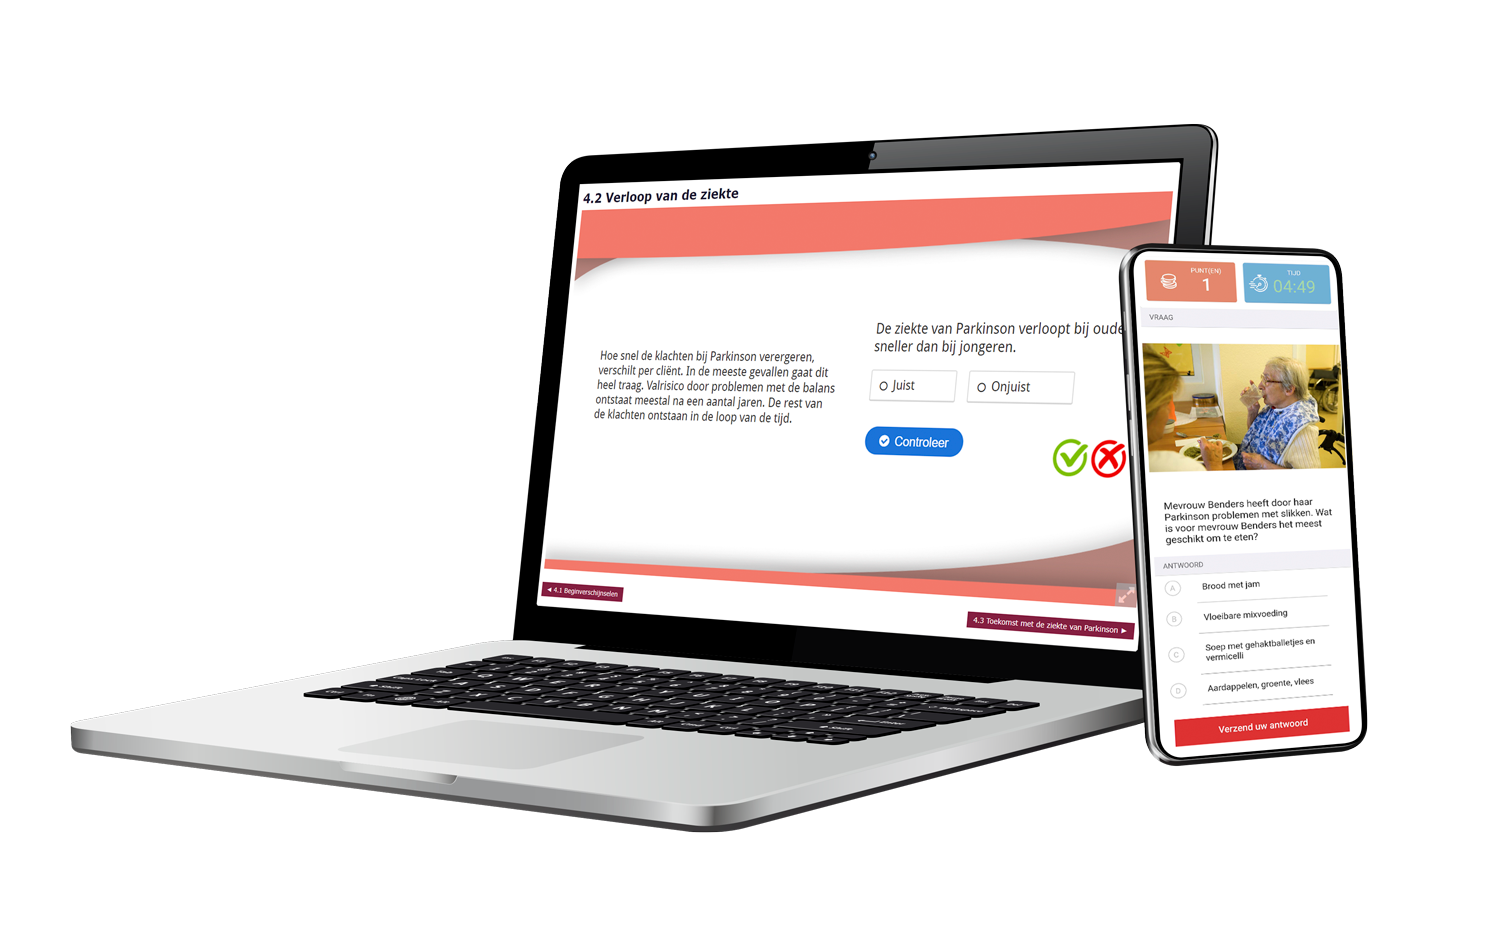 4.2 Verloop van de ziekte
Hoe snel de klachten bij Parkinson verergeren,
verschilt per cliënt. In de meeste gevallen gaat dit
heel traag. Valrisico door problemen met de balans
ontstaat meestal na een aantal jaren. De rest van
de klachten ontstaan in de loop van de tijd.
De ziekte van Parkinson verloopt bij oude
sneller dan bij jongeren.
Juist
Onjuist
Controleer
◄ 4.1 Beginverschijnselen
4.3 Toekomst met de ziekte van Parkinson ►
PUNT(EN)
1
TIJD
04:49
VRAAG
Mevrouw Benders heeft door haar
Parkinson problemen met slikken. Wat
is voor mevrouw Benders het meest
geschikt om te eten?
ANTWOORD
A Brood met jam
B Vloeibare mixvoeding
C Soep met gehaktballetjes en
vermicelli
D Aardappelen, groente, vlees
Verzend uw antwoord